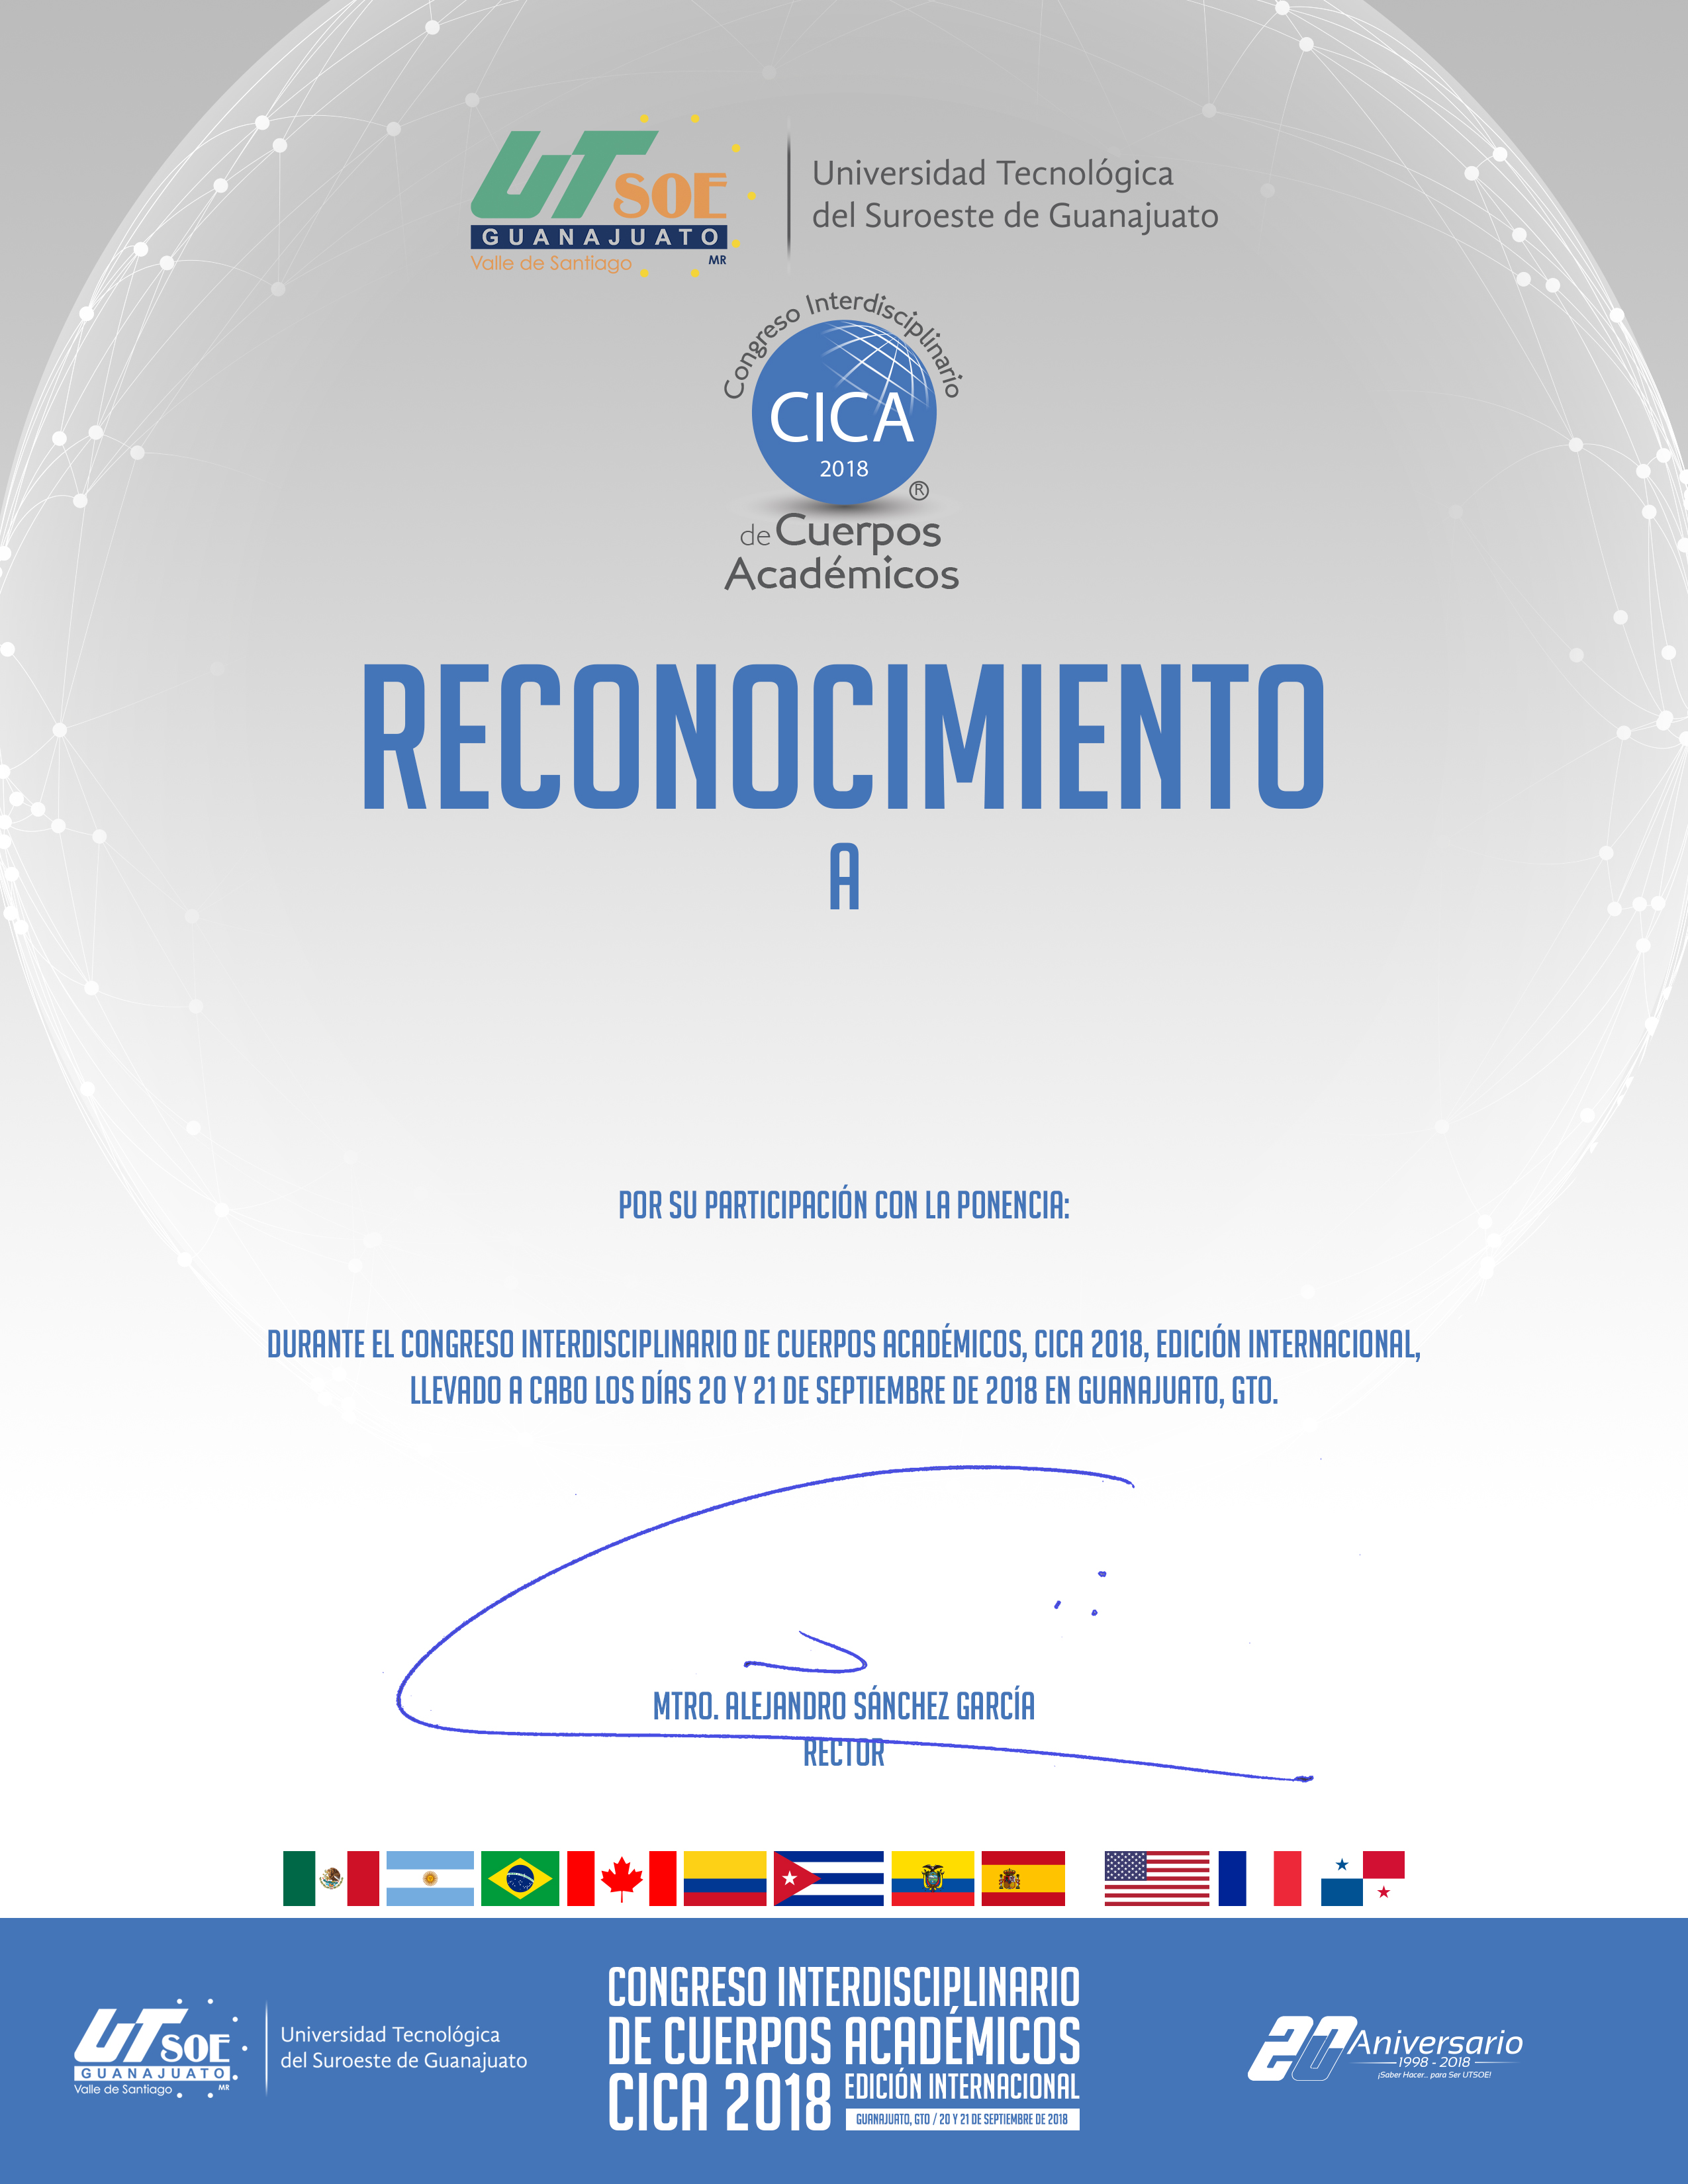 UTSOE
GUANAJUATO
Valle de Santiago MR
Universidad Tecnológica
del Suroeste de Guanajuato
Congreso Interdisciplinario
CICA
2018
®
de Cuerpos
Académicos
RECONOCIMIENTO
A
POR SU PARTICIPACIÓN CON LA PONENCIA:
DURANTE EL CONGRESO INTERDISCIPLINARIO DE CUERPOS ACADÉMICOS, CICA 2018, EDICIÓN INTERNACIONAL,
LLEVADO A CABO LOS DÍAS 20 Y 21 DE SEPTIEMBRE DE 2018 EN GUANAJUATO, GTO.
MTRO. ALEJANDRO SÁNCHEZ GARCÍA
RECTOR
UTSOE
GUANAJUATO
Valle de Santiago MR
Universidad Tecnológica
del Suroeste de Guanajuato
CONGRESO INTERDISCIPLINARIO
DE CUERPOS ACADÉMICOS
CICA 2018 EDICIÓN INTERNACIONAL
GUANAJUATO, GTO / 20 Y 21 DE SEPTIEMBRE DE 2018
20 Aniversario
1998 - 2018
¡Saber Hacer... para Ser UTSOE!